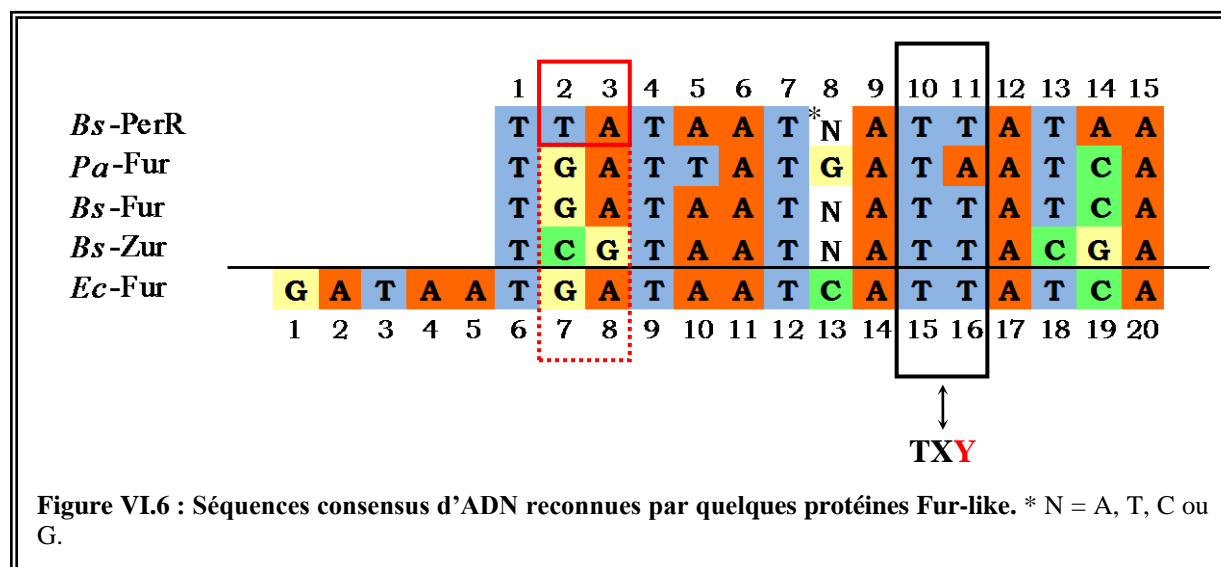 1 2 3 4 5 6 7 8 9 10 11 12 13 14 15
Bs-PerR T T A T A A T *N A T T A T A A
Pa-Fur T G A T T A T G A T A A T C A
Bs-Fur T G A T A A T N A T T A T C A
Bs-Zur T C G T A A T N A T T A C G A
Ec-Fur G A T A A T G A T A A T C A T T A T C A
1 2 3 4 5 6 7 8 9 10 11 12 13 14 15 16 17 18 19 20
TXY
Figure VI.6 : Séquences consensus d’ADN reconnues par quelques protéines Fur-like. * N = A, T, C ou
G.